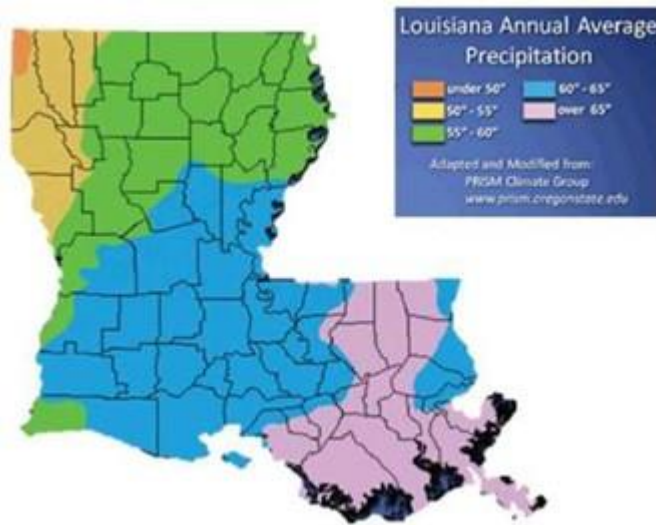 Louisiana Annual Average
Precipitation
under 50"
60" - 65"
50" - 55"
over 65"
55" - 60"
Adapted and Modified from:
PRISM Climate Group
www.prism.oregonstate.edu